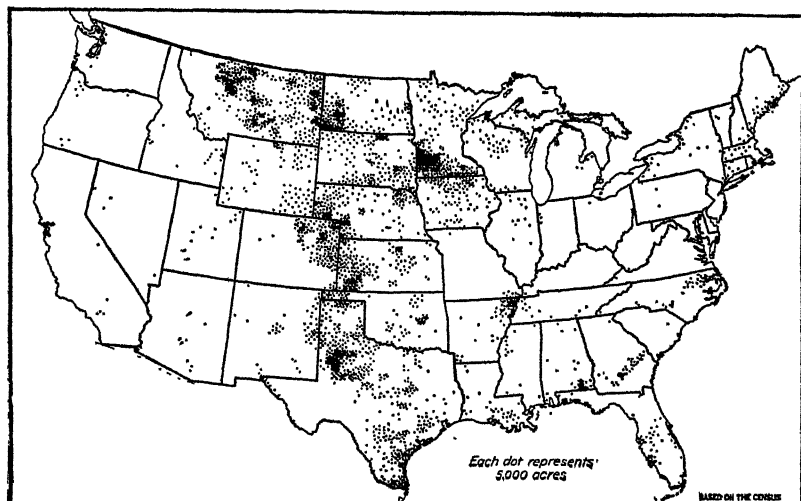 Each dot represents
5,000 acres
BASED ON THE CENSUS